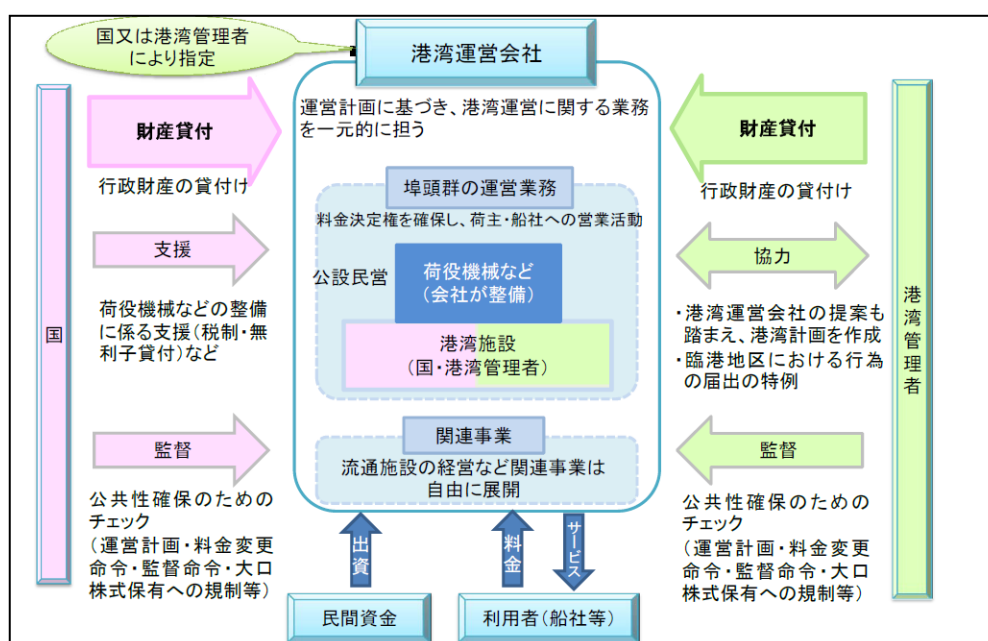 国又は港湾管理者
により指定
港湾運営会社
運営計画に基づき、港湾運営に関する業務
を一元的に担う
国
財産貸付
行政財産の貸付け
支援
荷役機械などの整備
に係る支援(税制・無
利子貸付)など
監督
公共性確保のための
チェック
(運営計画・料金変更
命令・監督命令・大口
株式保有への規制等)
埠頭群の運営業務
料金決定権を確保し、荷主・船社への営業活動
公設民営
荷役機械など
(会社が整備)
港湾施設
(国・港湾管理者)
関連事業
流通施設の経営など関連事業は
自由に展開
出資
料金
サービス
民間資金
利用者(船社等)
財産貸付
行政財産の貸付け
協力
・港湾運営会社の提案も
踏まえ、港湾計画を作成
・臨港地区における行為
の届出の特例
監督
公共性確保のための
チェック
(運営計画・料金変更
命令・監督命令・大口
株式保有への規制等)
港湾管理者